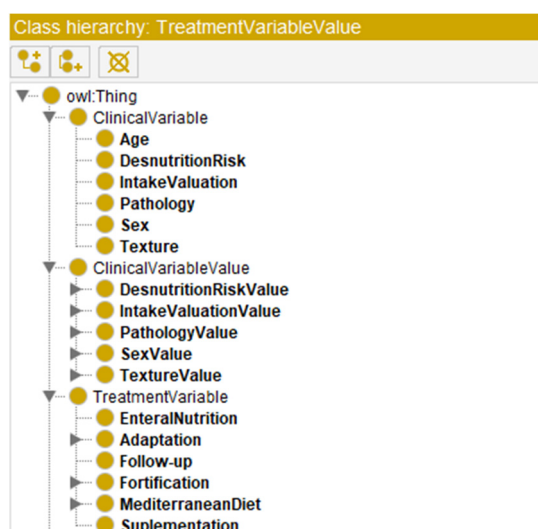 Class hierarchy: TreatmentVariableValue
owl:Thing
ClinicalVariable
Age
DesnutritionRisk
IntakeValuation
Pathology
Sex
Texture
ClinicalVariableValue
DesnutritionRiskValue
IntakeValuationValue
PathologyValue
SexValue
TextureValue
TreatmentVariable
EnteralNutrition
Adaptation
Follow-up
Fortification
MediterraneanDiet
Suplementation